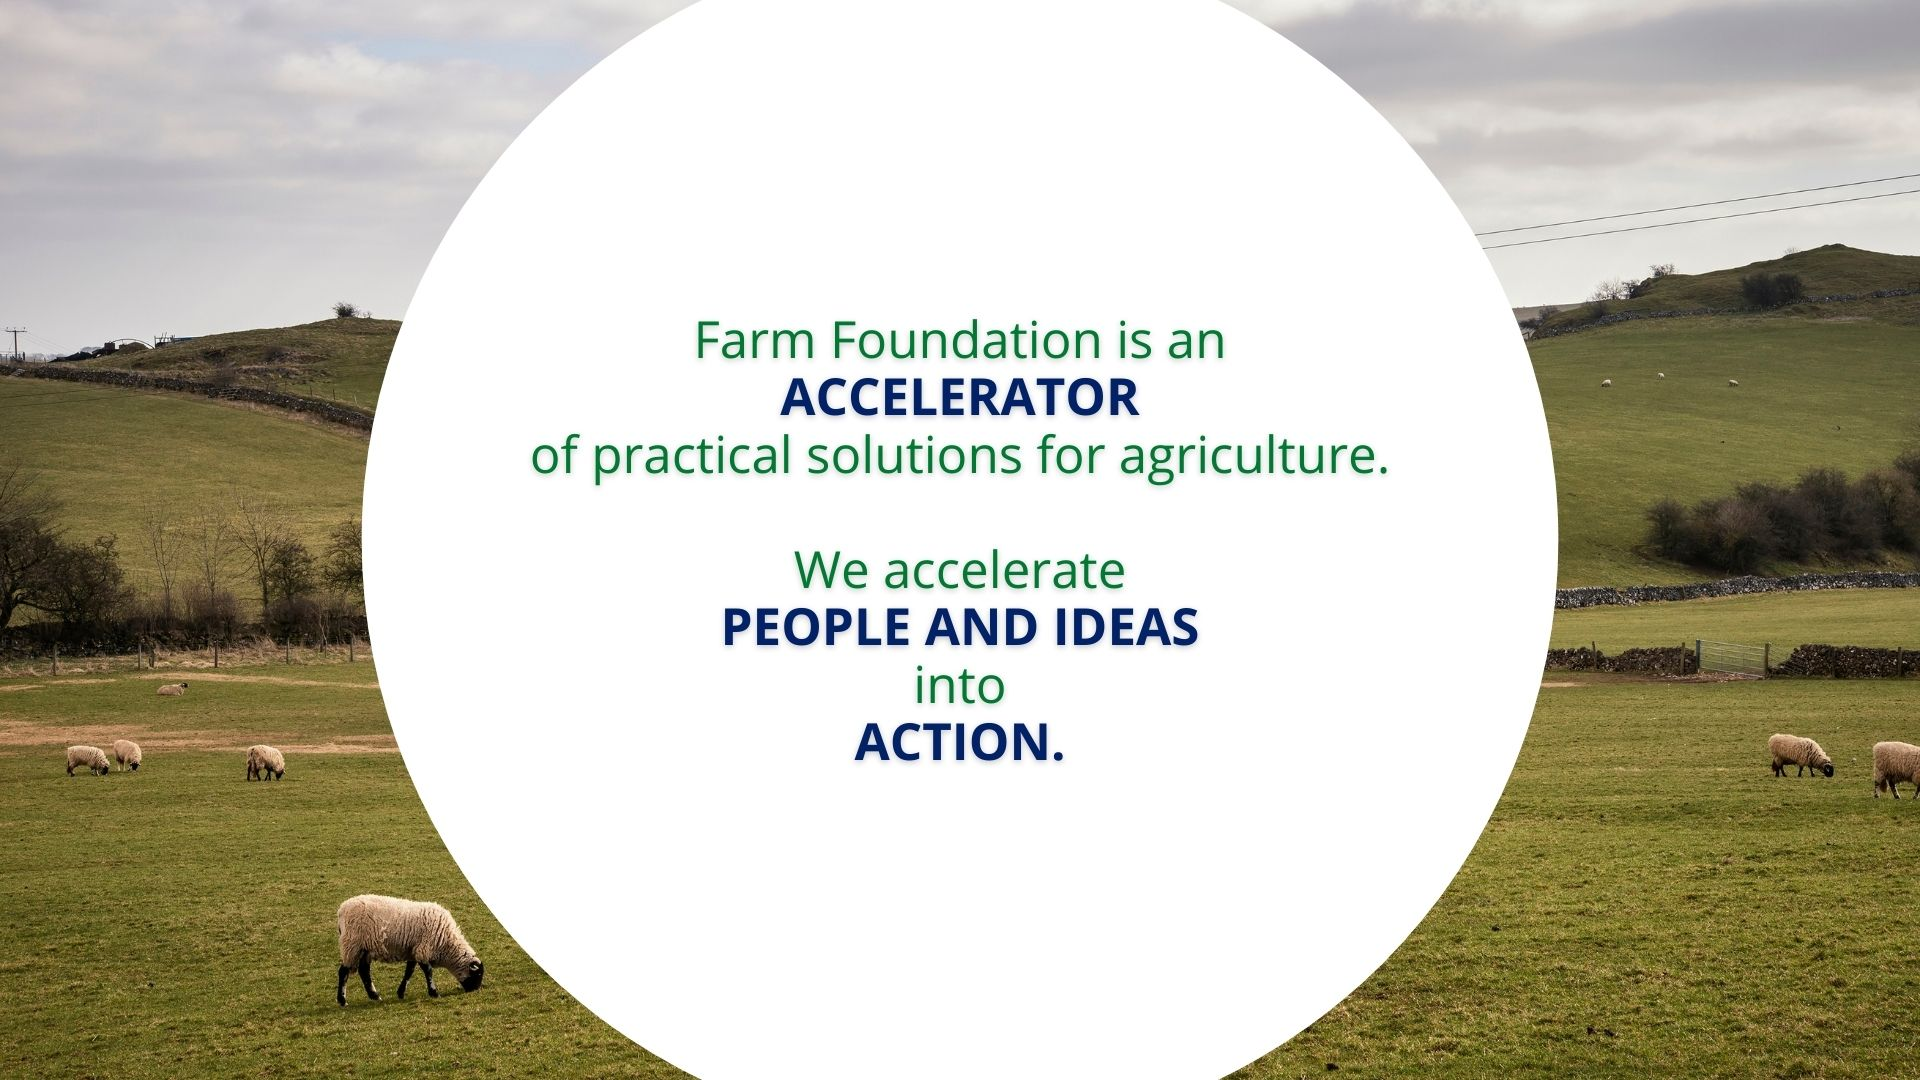 Farm Foundation is an
ACCELERATOR
of practical solutions for agriculture.
We accelerate
PEOPLE AND IDEAS
into
ACTION.